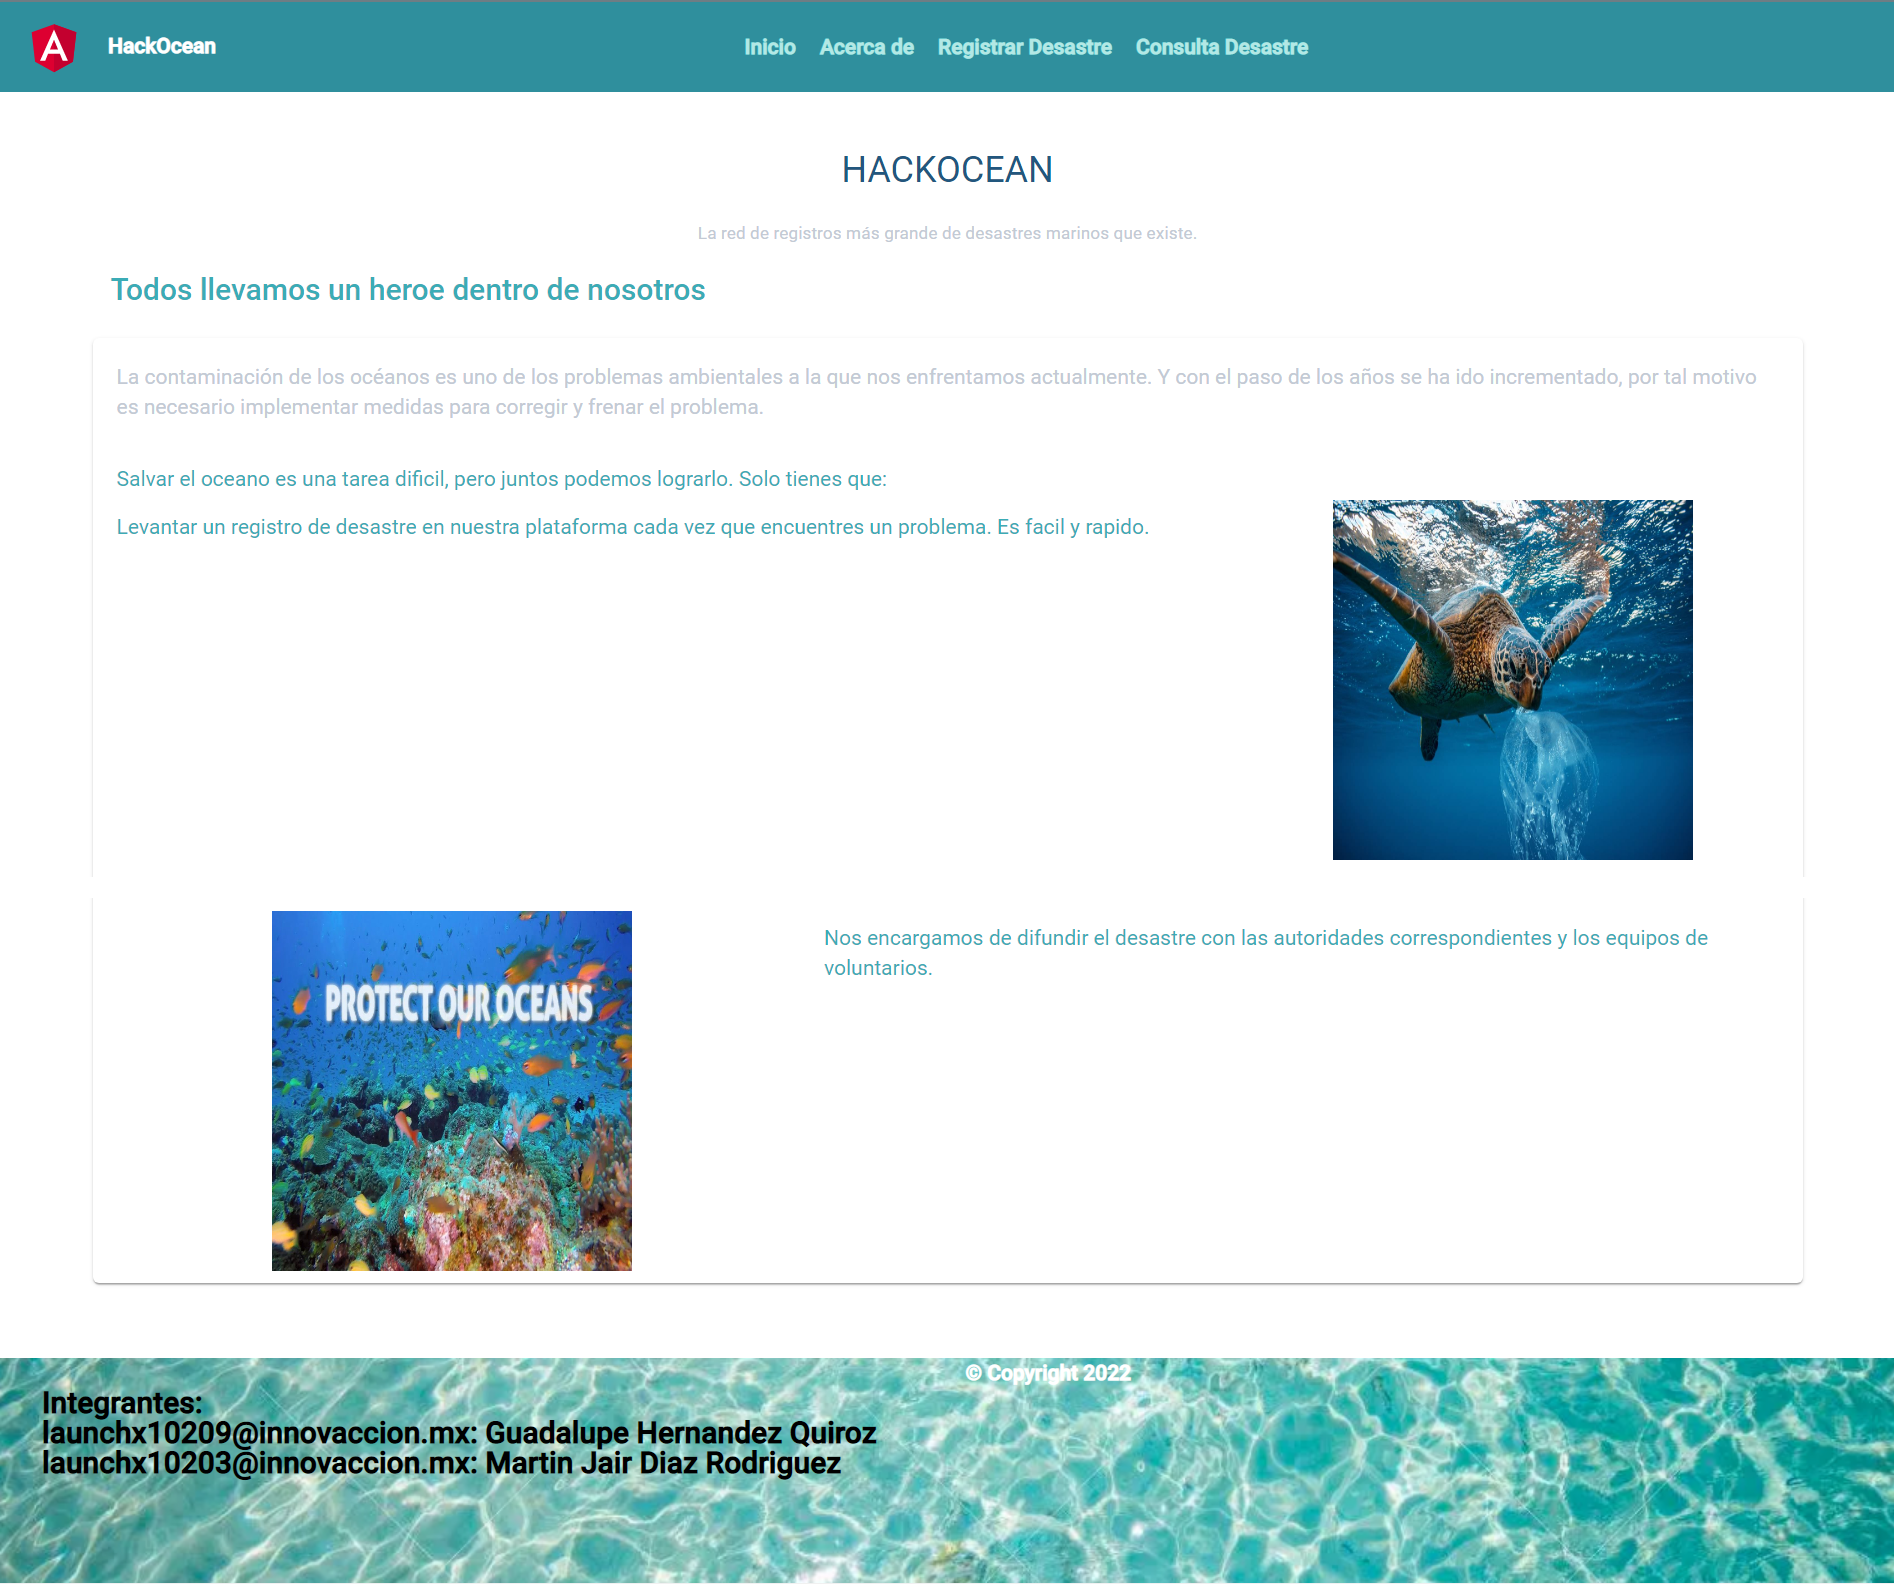 HackOcean
Inicio Acerca de Registrar Desastre Consulta Desastre
HACKOCEAN
La red de registros más grande de desastres marinos que existe.
Todos llevamos un heroe dentro de nosotros
La contaminación de los océanos es uno de los problemas ambientales a la que nos enfrentamos actualmente. Y con el paso de los años se ha ido incrementado, por tal motivo
es necesario implementar medidas para corregir y frenar el problema.
Salvar el oceano es una tarea dificil, pero juntos podemos lograrlo. Solo tienes que:
Levantar un registro de desastre en nuestra plataforma cada vez que encuentres un problema. Es facil y rapido.
PROTECT OUR OCEANS
Nos encargamos de difundir el desastre con las autoridades correspondientes y los equipos de
voluntarios.
© Copyright 2022
Integrantes:
launchx10209@innovaccion.mx: Guadalupe Hernandez Quiroz
launchx10203@innovaccion.mx: Martin Jair Diaz Rodriguez